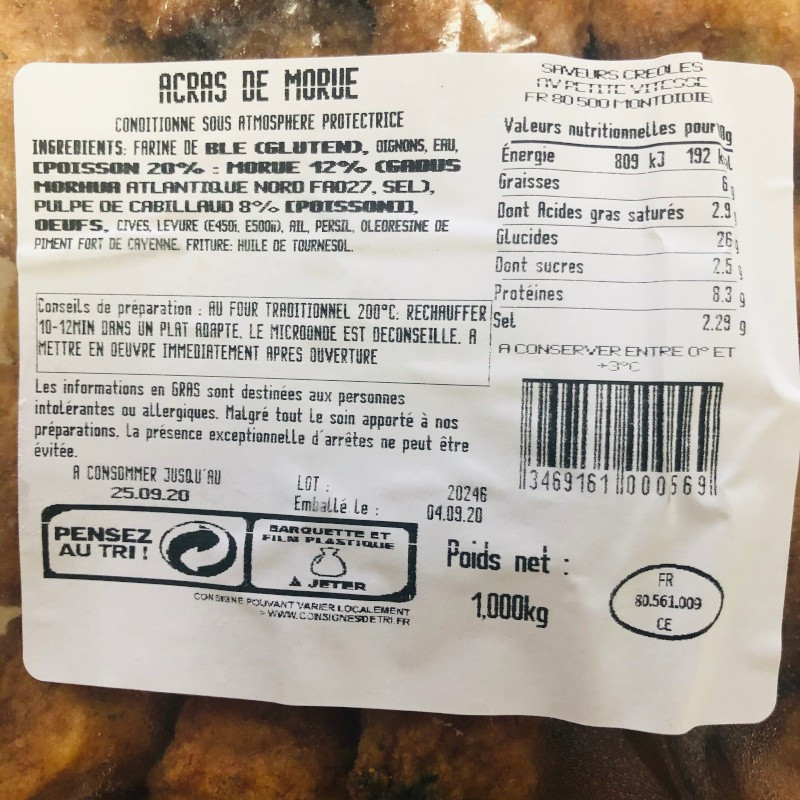 ACRAS DE MORUE
CONDITIONNE SOUS ATMOSPHERE PROTECTRICE
INGREDIENTS: FARINE DE BLE (GLUTEN), OIGNONS, EAU,
[POISSON 20% : MORUE 12% (GADUS
MORHUA ATLANTIQUE NORD FAO27, SEL),
PULPE DE CABILLAUD 8% [POISSON]],
OEUFS, CIVES, LEVURE (E450i, E500ii), AIL, PERSIL, OLEORESINE DE
PIMENT FORT DE CAYENNE. FRITURE: HUILE DE TOURNESOL.
Conseils de préparation : AU FOUR TRADITIONNEL 200°C. RECHAUFFER
10-12MIN DANS UN PLAT ADAPTE. LE MICROONDE EST DECONSEILLE. A
METTRE EN OEUVRE IMMEDIATEMENT APRES OUVERTURE
Les informations en GRAS sont destinées aux personnes
intolérantes ou allergiques. Malgré tout le soin apporté à nos
préparations, la présence exceptionnelle d'arrêtes ne peut être
évitée.
A CONSOMMER JUSQU'AU
25.09.20
LOT : 20246
Emballé le : 04.09.20
PENSEZ
AU TRI !
BARQUETTE ET
FILM PLASTIQUE
A JETER
CONSIGNE POUVANT VARIER LOCALEMENT
> WWW.CONSIGNESDETRI.FR
SAVEURS CREOLES
AV PETITE VITESSE
FR 80500 MONTDIDIE
Valeurs nutritionnelles pour
Énergie 809 kJ 192
Graisses 6
Dont Acides gras saturés 2.9
Glucides 26 g
Dont sucres 2.5 g
Protéines 8.3 g
Sel 2.29 g
A CONSERVER ENTRE 0° ET
+3°C
3469161000569
Poids net :
1,000kg
FR
80.561.009
CE